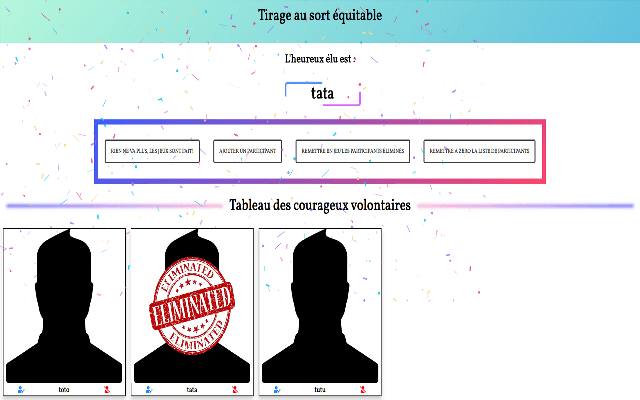 Tirage au sort équitable
L'heureux élu est :
tata
RIEN NE VA PLUS, LES JEUX SONT FAIT!
AJOUTER UN PARTICIPANT
REMETTRE EN JEU LES PARTICIPANTS ELIMINÉS
REMETTRE A ZÉRO LA LISTE DE PARTICIPANTS
Tableau des courageux volontaires
ELIMINATED
ELIMINATED
ELIMINATED
toto
tata
tutu